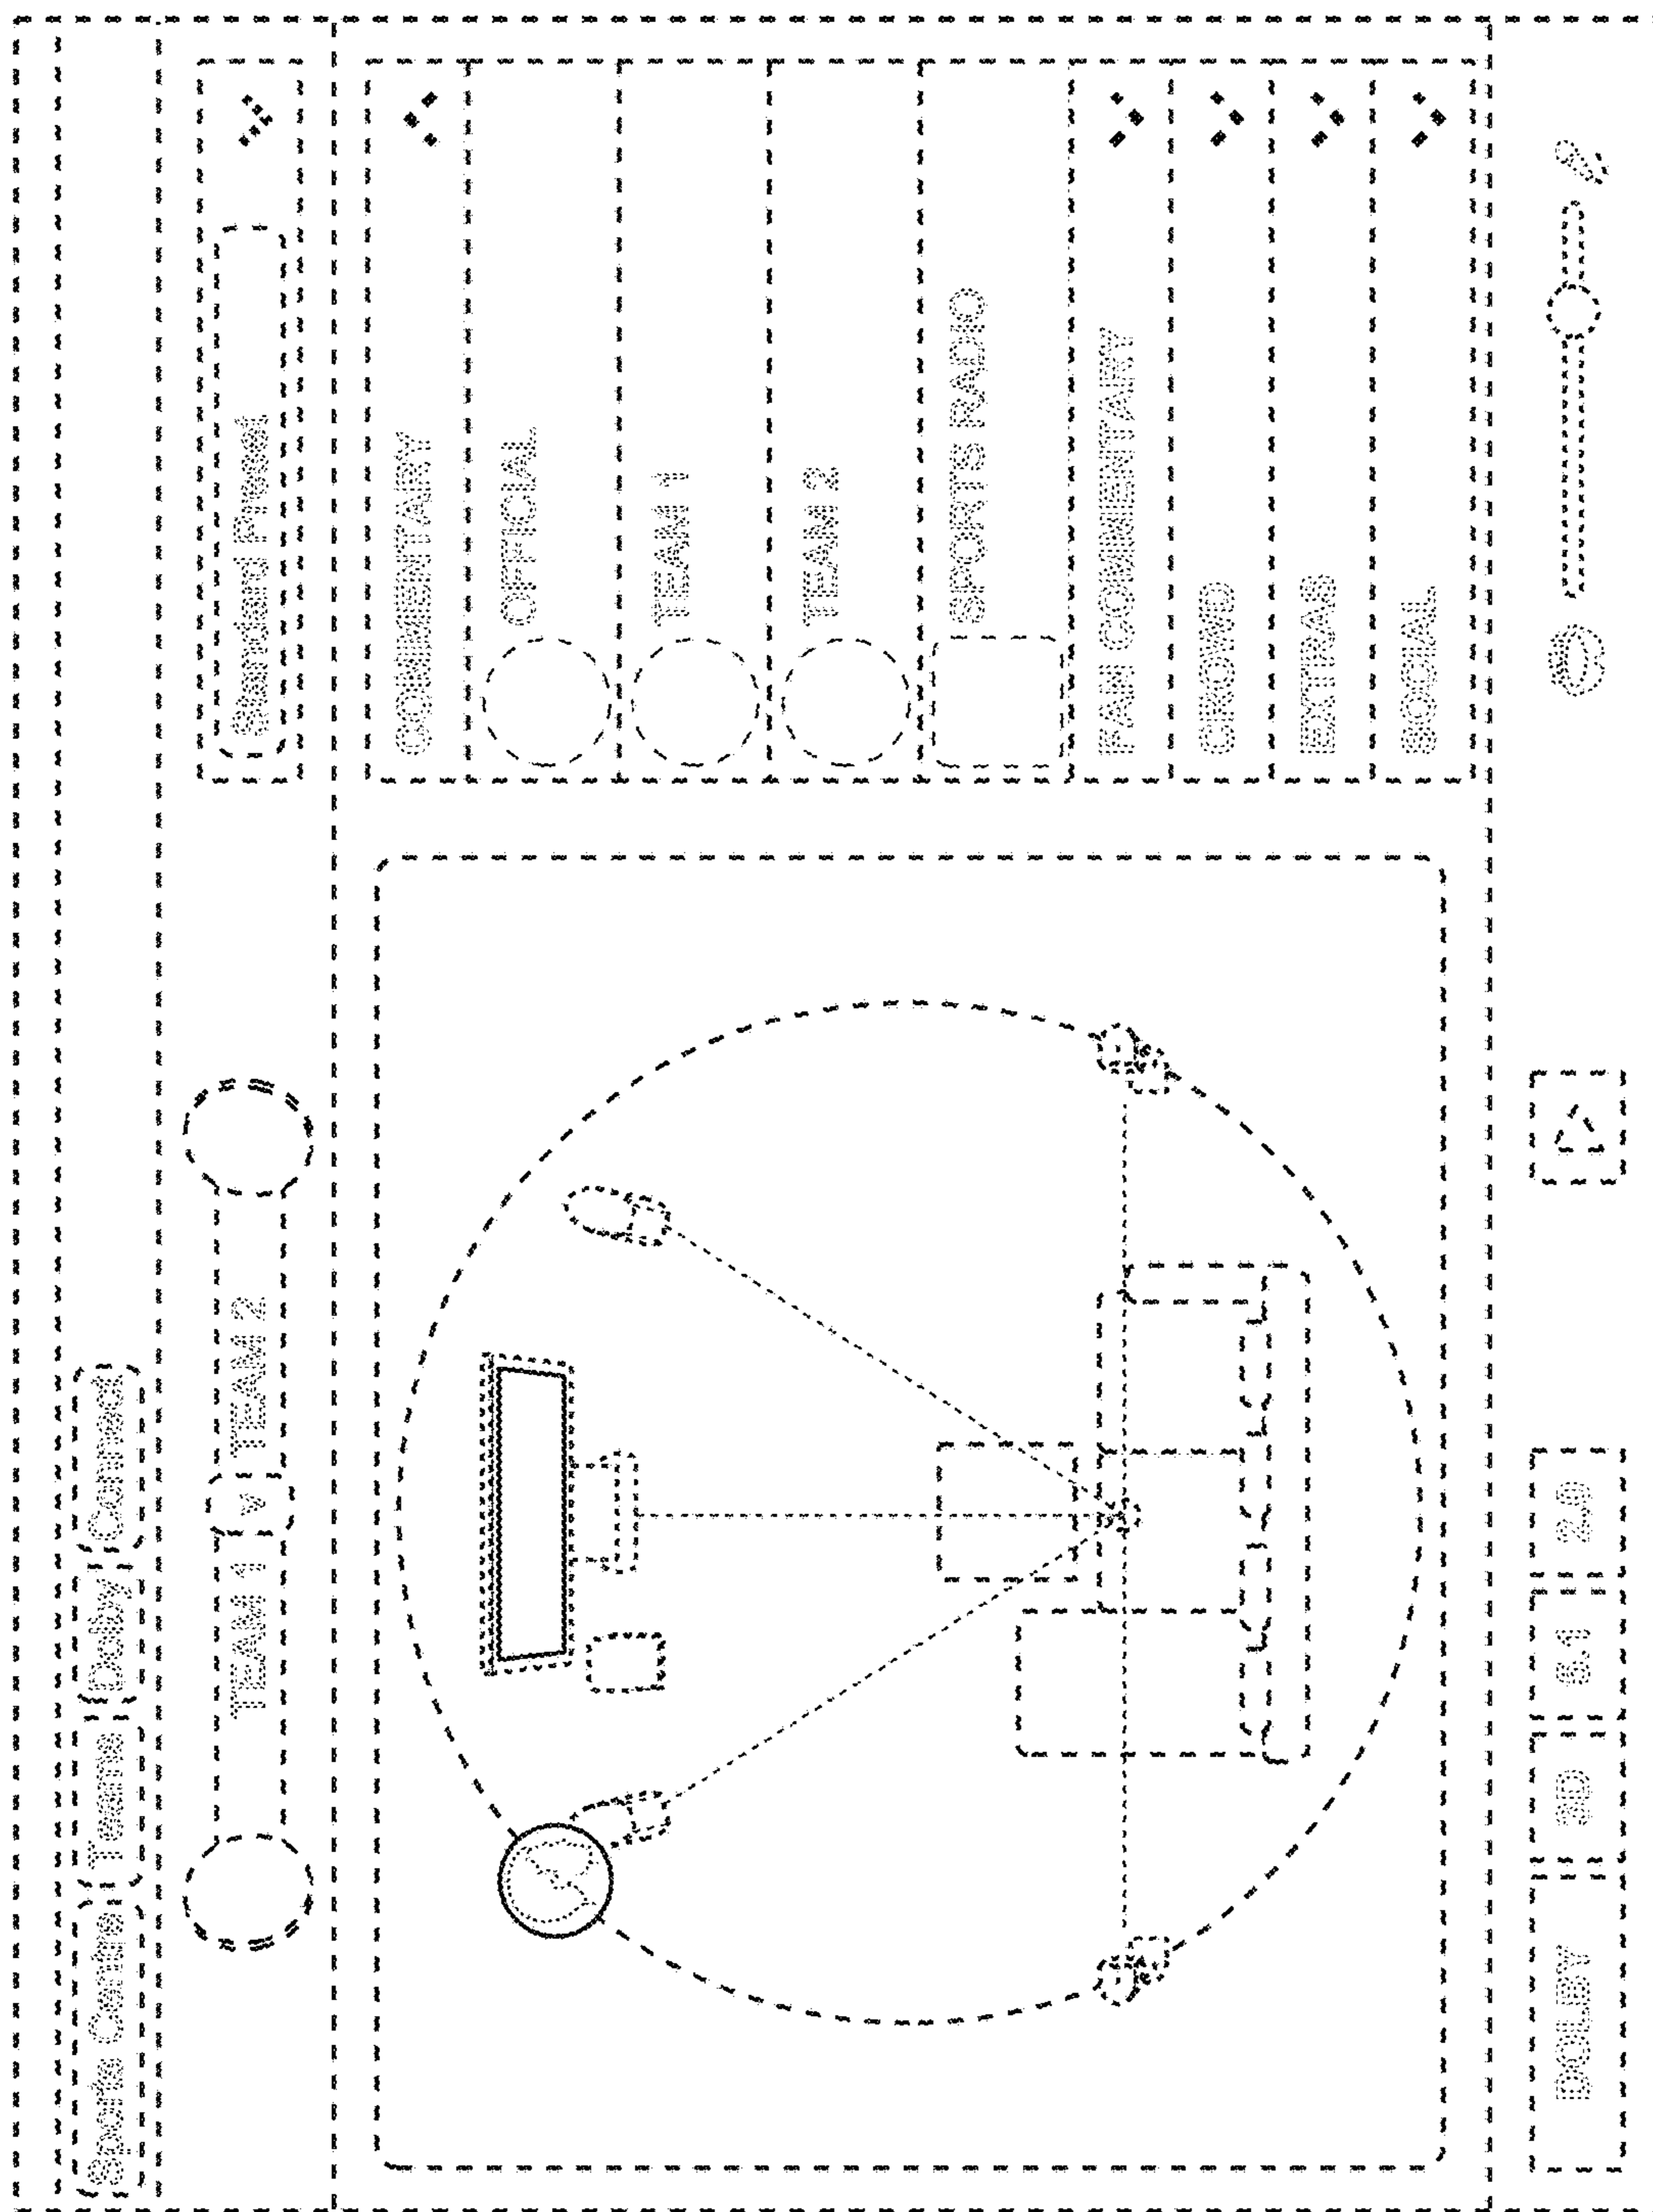 Sports Central Teams Dolby Connect
TEAM 1 v TEAM 2
Standard Preset
COMMENTARY
OFFICIAL
TEAM 1
TEAM 2
SPORTS RADIO
FAN COMMENTARY
CROWD
EXTRAS
SOCIAL
DOLBY 3D 5.1 2.0